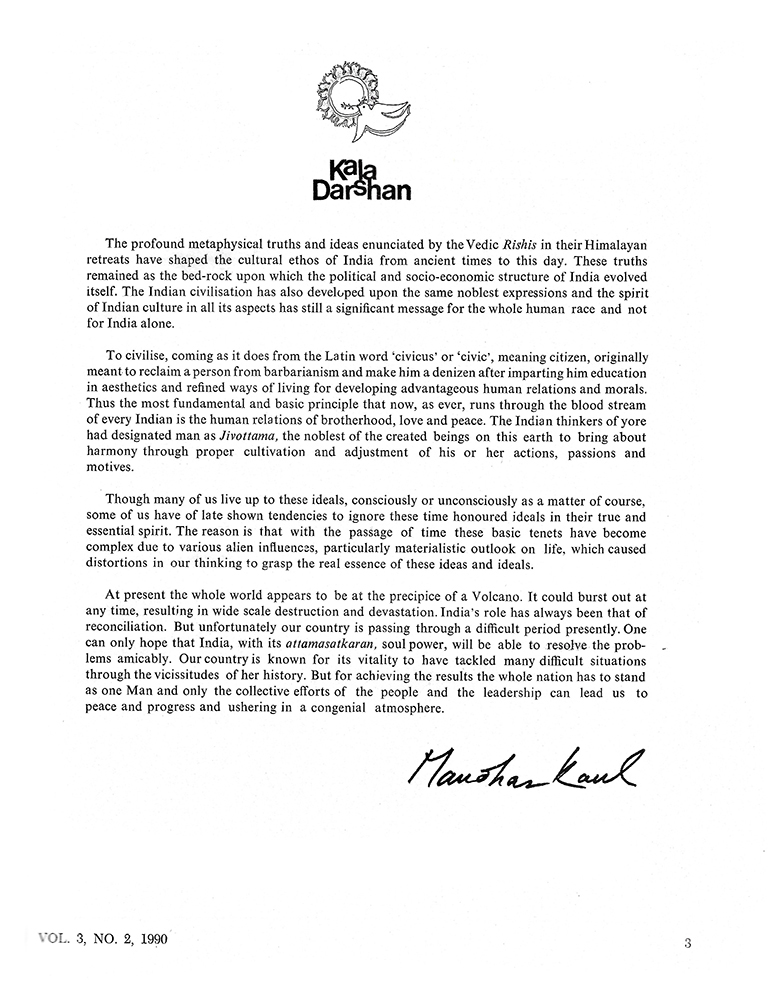 Kala
Darshan
The profound metaphysical truths and ideas enunciated by the Vedic Rishis in their Himalayan
retreats have shaped the cultural ethos of India from ancient times to this day. These truths
remained as the bed-rock upon which the political and socio-economic structure of India evolved
itself. The Indian civilisation has also developed upon the same noblest expressions and the spirit
of Indian culture in all its aspects has still a significant message for the whole human race and not
for India alone.
To civilise, coming as it does from the Latin word ‘civicus’ or ‘civic’, meaning citizen, originally
meant to reclaim a person from barbarianism and make him a denizen after imparting him education
in aesthetics and refined ways of living for developing advantageous human relations and morals.
Thus the most fundamental and basic principle that now, as ever, runs through the blood stream
of every Indian is the human relations of brotherhood, love and peace. The Indian thinkers of yore
had designated man as Jivottama, the noblest of the created beings on this earth to bring about
harmony through proper cultivation and adjustment of his or her actions, passions and
motives.
Though many of us live up to these ideals, consciously or unconsciously as a matter of course,
some of us have of late shown tendencies to ignore these time honoured ideals in their true and
essential spirit. The reason is that with the passage of time these basic tenets have become
complex due to various alien influences, particularly materialistic outlook on life, which caused
distortions in our thinking to grasp the real essence of these ideas and ideals.
At present the whole world appears to be at the precipice of a Volcano. It could burst out at
any time, resulting in wide scale destruction and devastation. India’s role has always been that of
reconciliation. But unfortunately our country is passing through a difficult period presently. One
can only hope that India, with its attamasatkaran, soul power, will be able to resolve the prob-
lems amicably. Our country is known for its vitality to have tackled many difficult situations
through the vicissitudes of her history. But for achieving the results the whole nation has to stand
as one Man and only the collective efforts of the people and the leadership can lead us to
peace and progress and ushering in a congenial atmosphere.
Manohar Kaul
VOL. 3, NO. 2, 1990
3